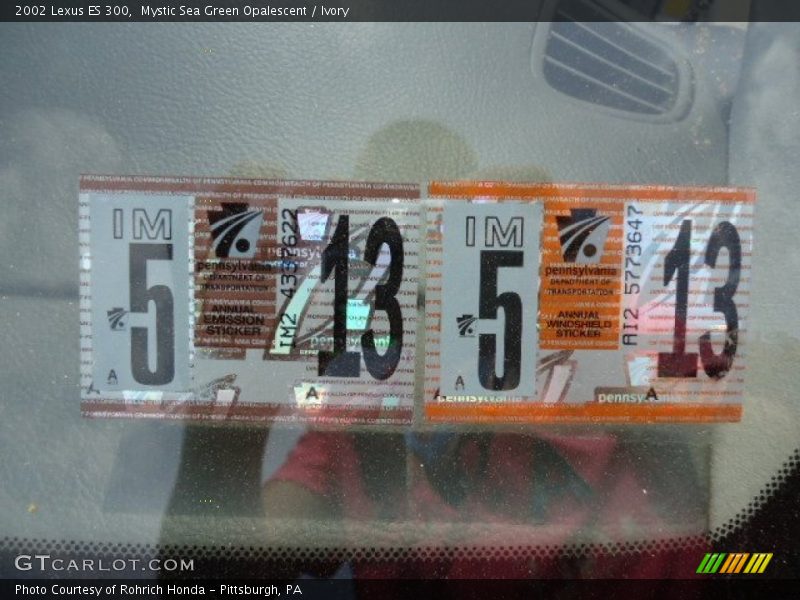 2002 Lexus ES 300, Mystic Sea Green Opalescent / Ivory
IM
5
A
A
pennsylvania
DEPARTMENT OF
TRANSPORTATION
ANNUAL
EMISSION
STICKER
IM2 4337622
13
A
IM
5
A
A
pennsylvania
DEPARTMENT OF
TRANSPORTATION
ANNUAL
WINDSHIELD
STICKER
AI2 5773647
13
A
GTCARLOT.COM
Photo Courtesy of Rohrich Honda – Pittsburgh, PA